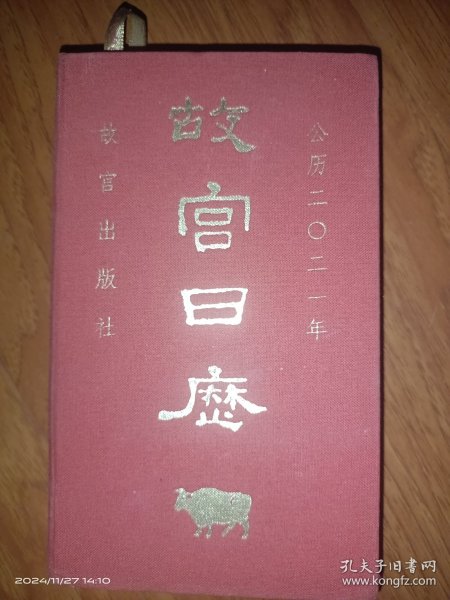 公历二〇二一年
故宫日历
故宫出版社
2024/11/27 14:10
孔夫子旧书网
www.kongfz.com